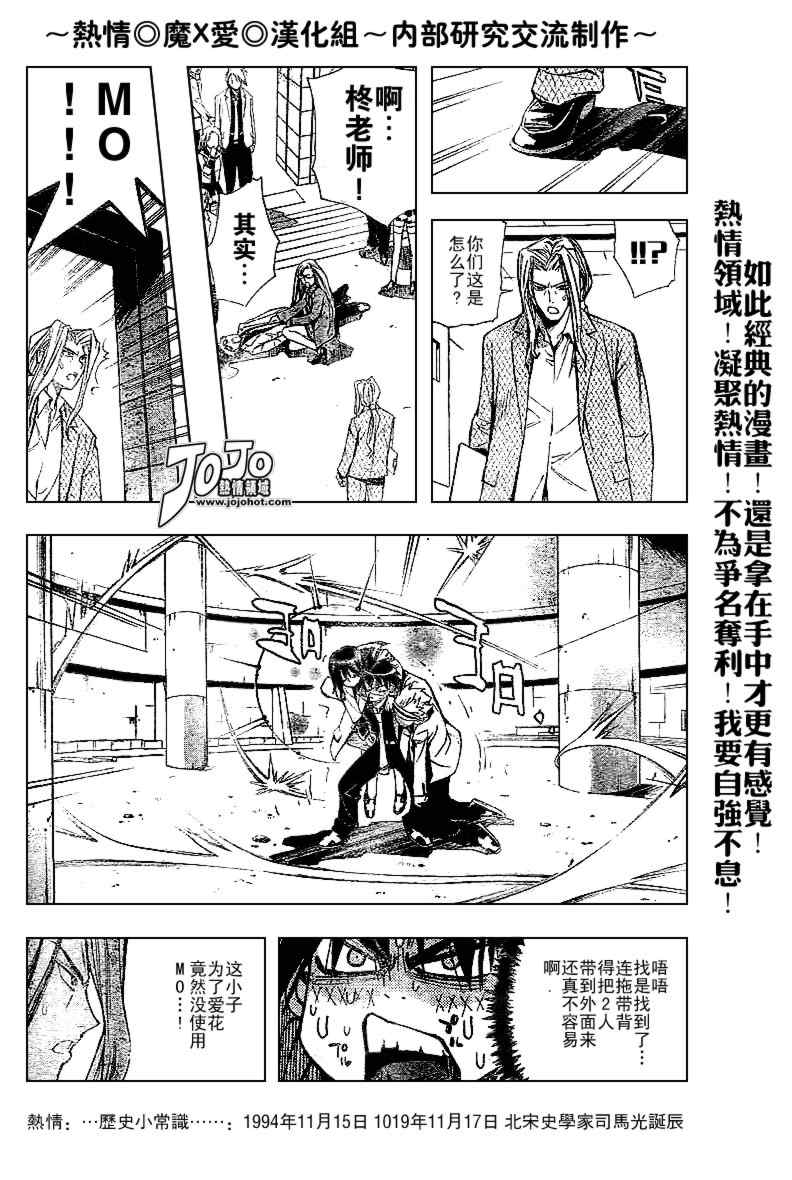 ～熱情◎魔X愛◎漢化組～内部研究交流制作～
!!?
你们这是
怎么了?
啊…
柊老师!
其实…
MO
!!!
JOJO
熱情領域
www.jojohot.com
ヨロ
ヨロ
唔唔
找是找到了…
连拖带背
得把2人
带到外面来
还真不容易
啊.
这小子
为了爱花
竟然没使用
MO…!
如此經典的漫畫!還是拿在手中才更有感覺!
熱情領域!凝聚熱情!不為爭名奪利!我要自強不息!
熱情：…歷史小常識……：1994年11月15日 1019年11月17日 北宋史學家司馬光誕辰